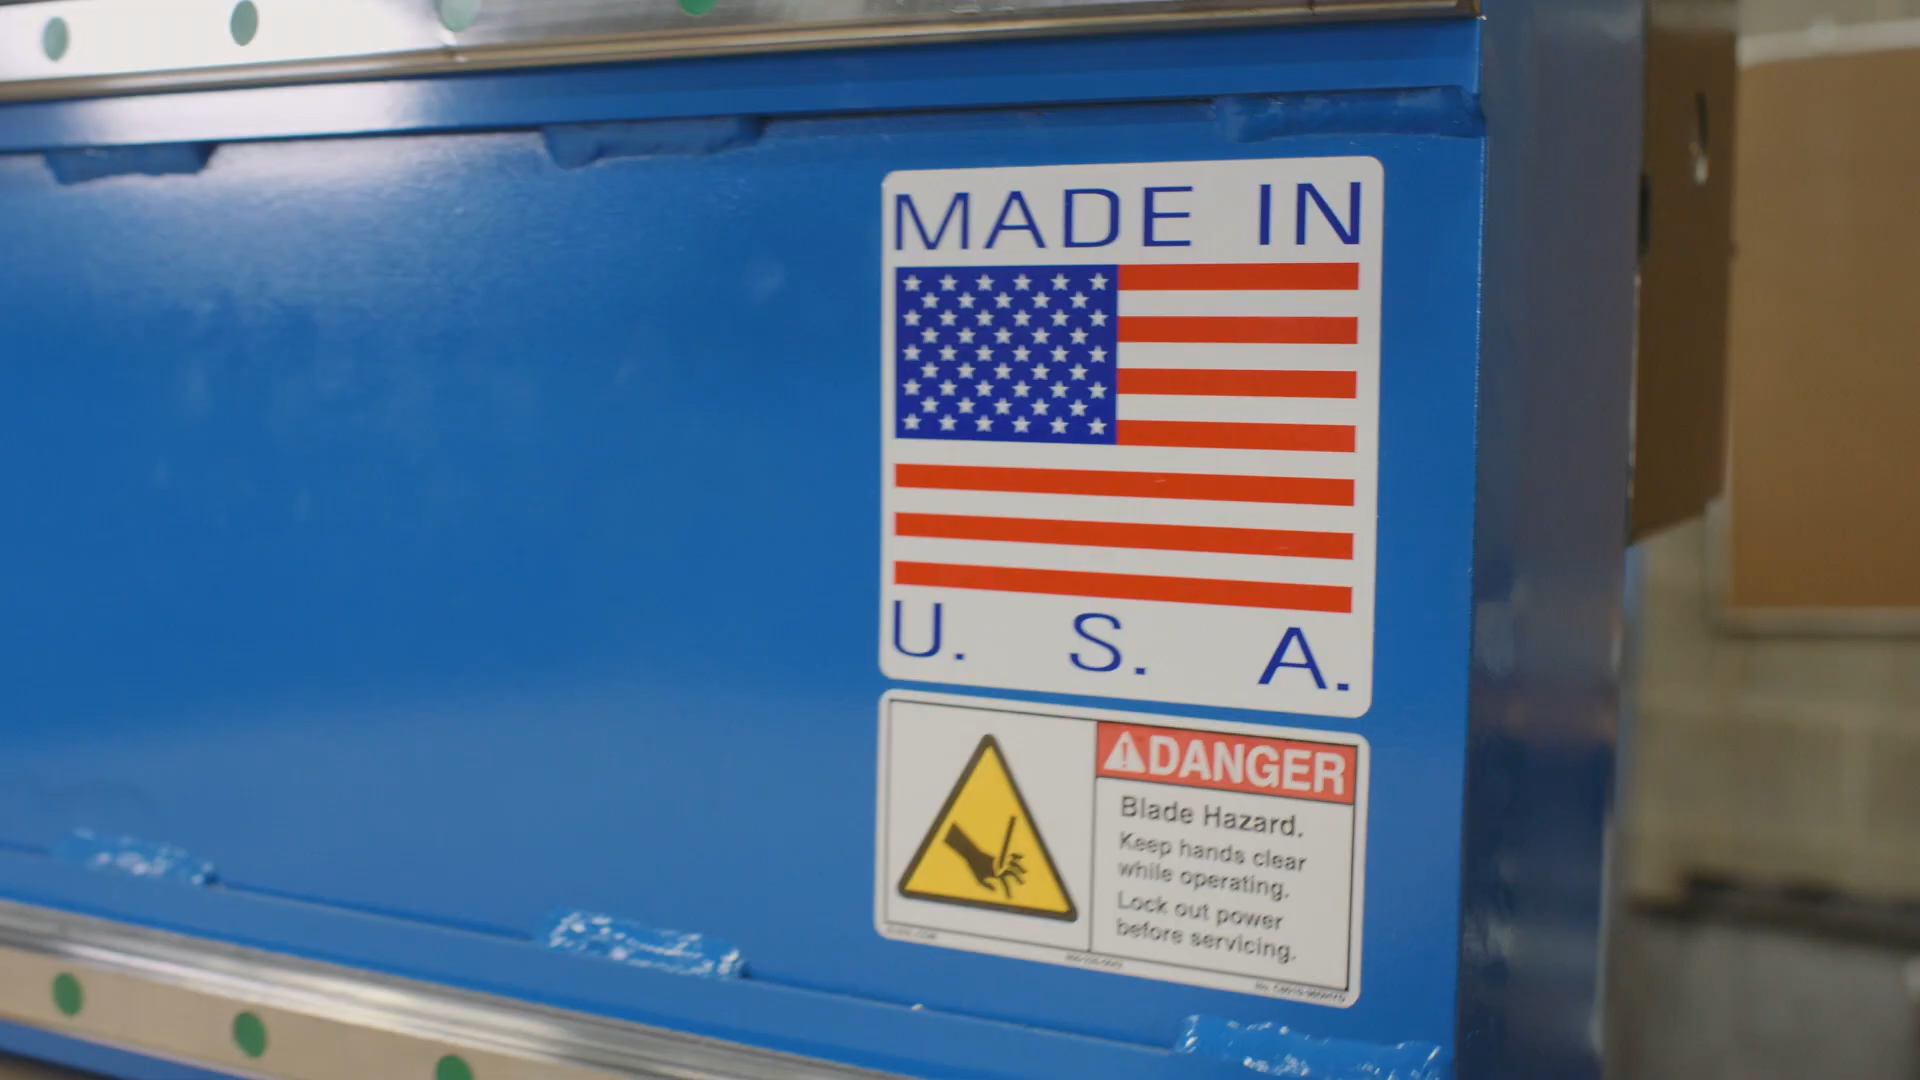 MADE IN
U. S. A.
DANGER
Blade Hazard.
Keep hands clear
while operating.
Lock out power
before servicing.